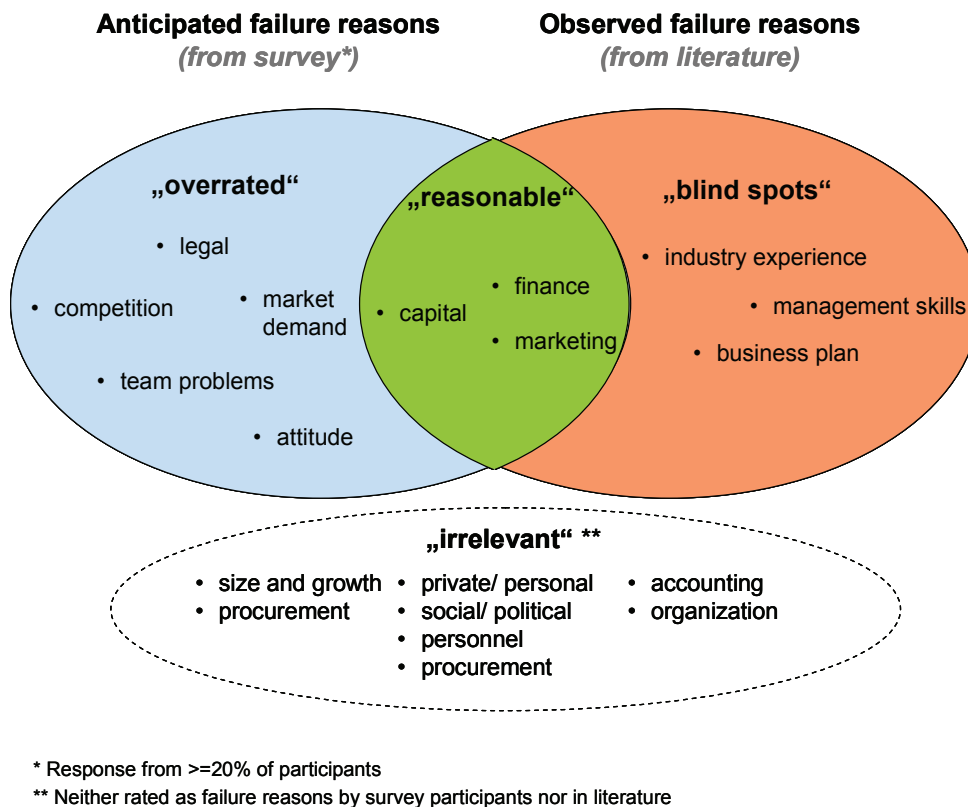 Anticipated failure reasons
(from survey*)
Observed failure reasons
(from literature)
„overrated“
• legal
• competition
• market
demand
• team problems
• attitude
„reasonable“
• finance
• capital
• marketing
„blind spots“
• industry experience
• management skills
• business plan
„irrelevant“ **
• size and growth
• procurement
• private/ personal
• social/ political
• personnel
• procurement
• accounting
• organization
* Response from >=20% of participants
** Neither rated as failure reasons by survey participants nor in literature